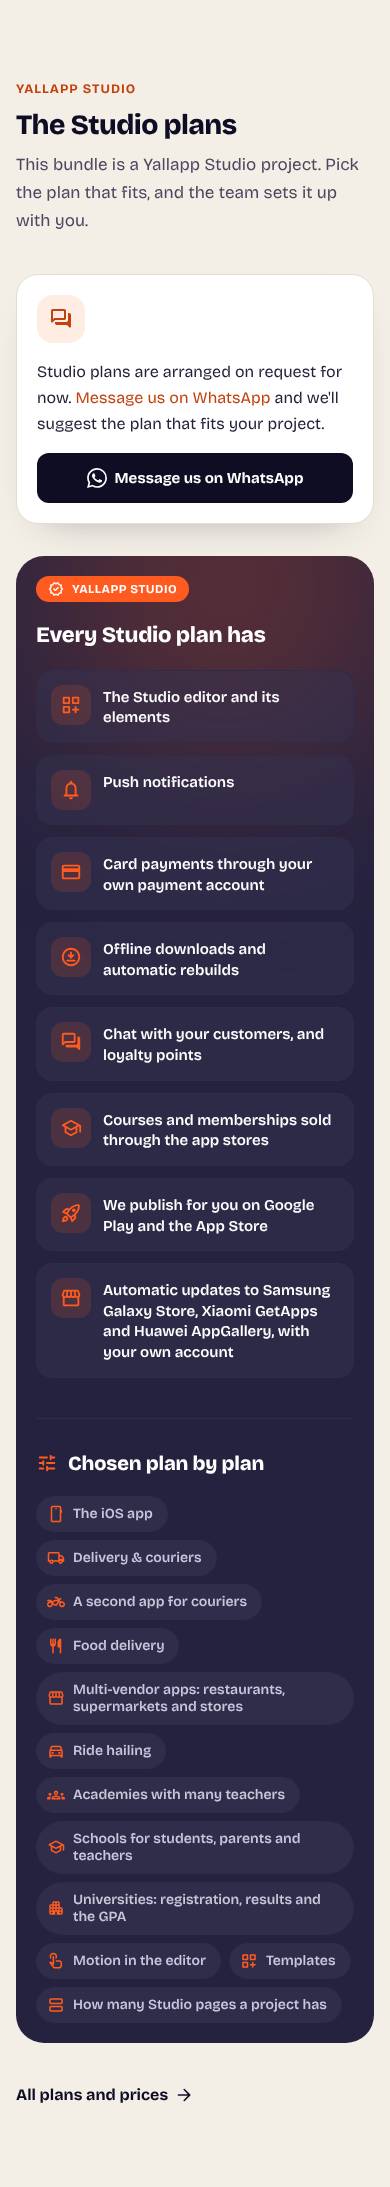 YALLAPP STUDIO
The Studio plans
This bundle is a Yallapp Studio project. Pick
the plan that fits, and the team sets it up
with you.
Studio plans are arranged on request for
now. Message us on WhatsApp and we'll
suggest the plan that fits your project.
Message us on WhatsApp
YALLAPP STUDIO
Every Studio plan has
The Studio editor and its
elements
Push notifications
Card payments through your
own payment account
Offline downloads and
automatic rebuilds
Chat with your customers, and
loyalty points
Courses and memberships sold
through the app stores
We publish for you on Google
Play and the App Store
Automatic updates to Samsung
Galaxy Store, Xiaomi GetApps
and Huawei AppGallery, with
your own account
Chosen plan by plan
The iOS app
Delivery & couriers
A second app for couriers
Food delivery
Multi-vendor apps: restaurants,
supermarkets and stores
Ride hailing
Academies with many teachers
Schools for students, parents and
teachers
Universities: registration, results and
the GPA
Motion in the editor
Templates
How many Studio pages a project has
All plans and prices